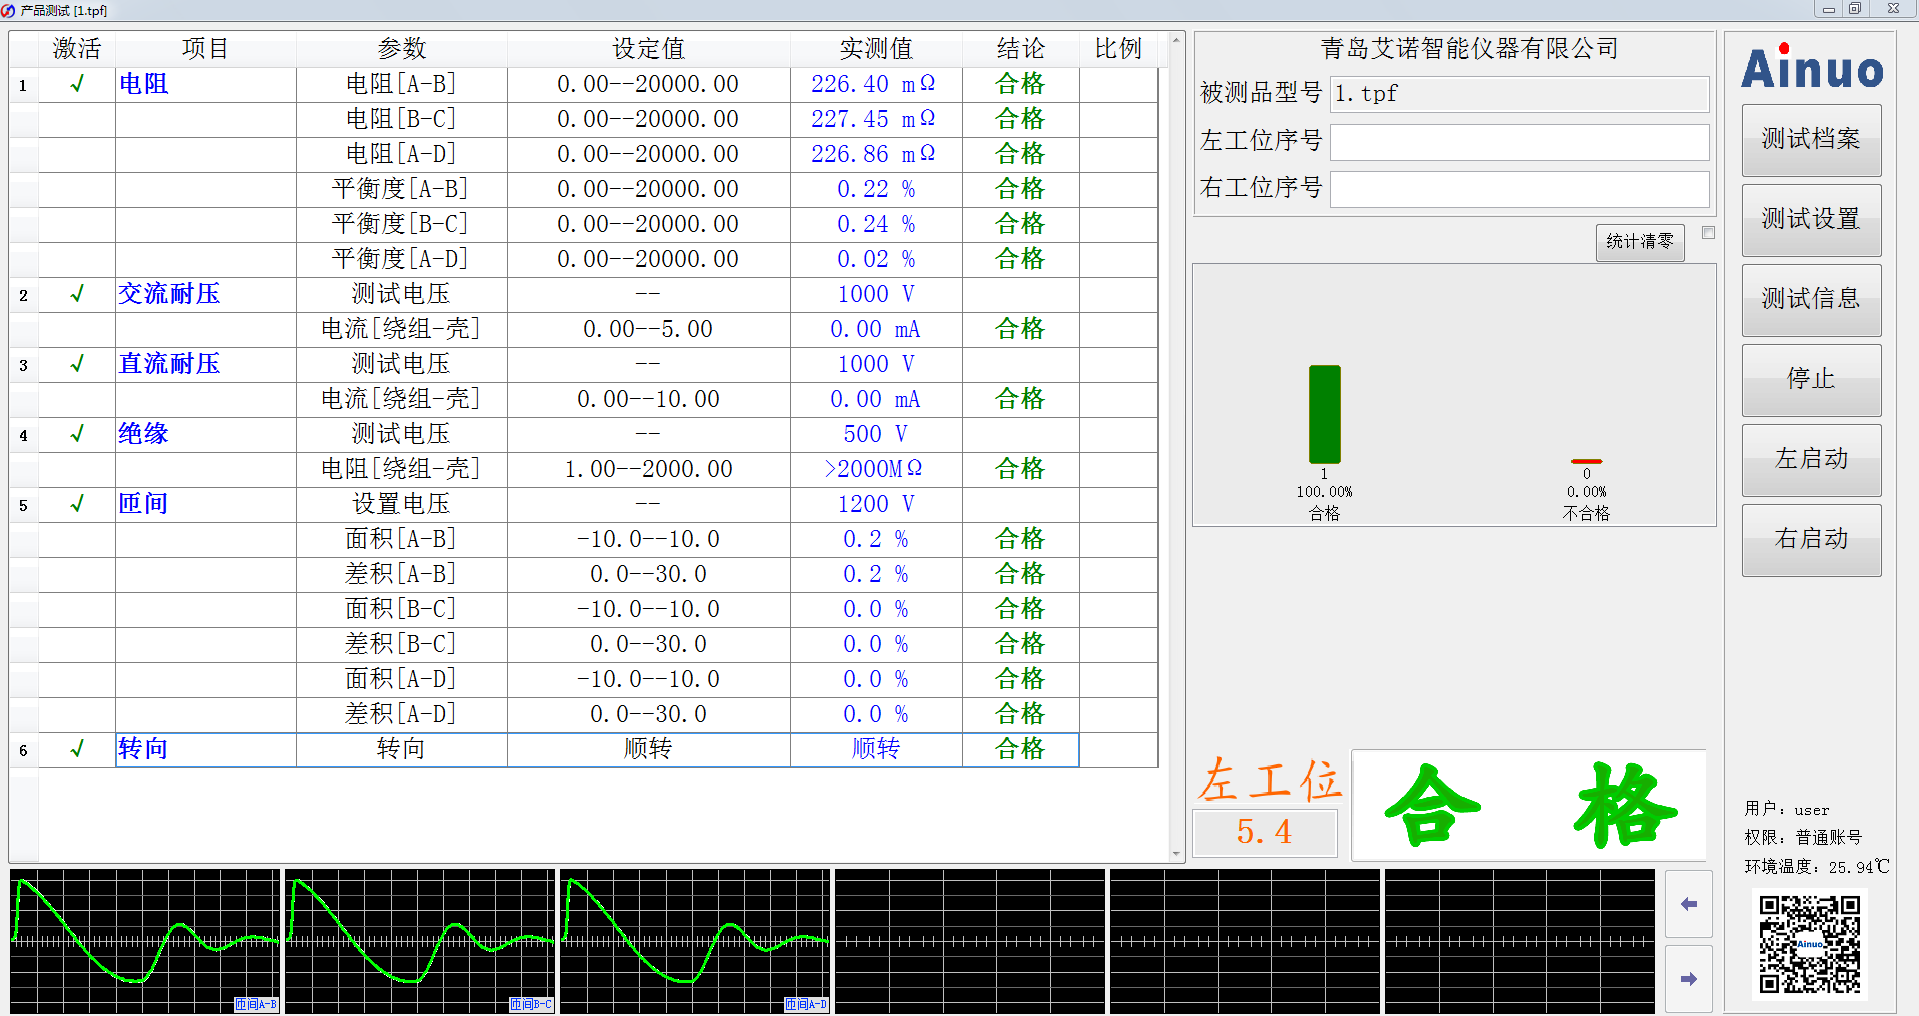 产品测试 [1.tpf]
激活 项目 参数 设定值 实测值 结论 比例
1 √ 电阻 电阻[A-B] 0.00--20000.00 226.40 mΩ 合格
电阻[B-C] 0.00--20000.00 227.45 mΩ 合格
电阻[A-D] 0.00--20000.00 226.86 mΩ 合格
平衡度[A-B] 0.00--20000.00 0.22 % 合格
平衡度[B-C] 0.00--20000.00 0.24 % 合格
平衡度[A-D] 0.00--20000.00 0.02 % 合格
2 √ 交流耐压 测试电压 -- 1000 V
电流[绕组-壳] 0.00--5.00 0.00 mA 合格
3 √ 直流耐压 测试电压 -- 1000 V
电流[绕组-壳] 0.00--10.00 0.00 mA 合格
4 √ 绝缘 测试电压 -- 500 V
电阻[绕组-壳] 1.00--2000.00 >2000MΩ 合格
5 √ 匝间 设置电压 -- 1200 V
面积[A-B] -10.0--10.0 0.2 % 合格
差积[A-B] 0.0--30.0 0.2 % 合格
面积[B-C] -10.0--10.0 0.0 % 合格
差积[B-C] 0.0--30.0 0.0 % 合格
面积[A-D] -10.0--10.0 0.0 % 合格
差积[A-D] 0.0--30.0 0.0 % 合格
6 √ 转向 转向 顺转 顺转 合格
青岛艾诺智能仪器有限公司
被测品型号 1.tpf
左工位序号
右工位序号
统计清零
1 0
100.00% 0.00%
合格 不合格
左工位
5.4
合 格
Ainuo
测试档案
测试设置
测试信息
停止
左启动
右启动
用户: user
权限: 普通账号
环境温度: 25.94℃
Ainuo
匝间A-B 匝间B-C 匝间A-D